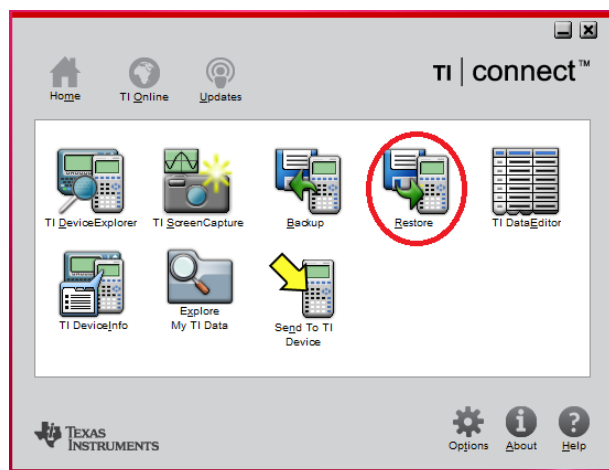 TI | connect™
Home
TI Online
Updates
TI DeviceExplorer
TI ScreenCapture
Backup
Restore
TI DataEditor
TI DeviceInfo
Explore
My TI Data
Send To TI
Device
TEXAS
INSTRUMENTS
Options
About
Help